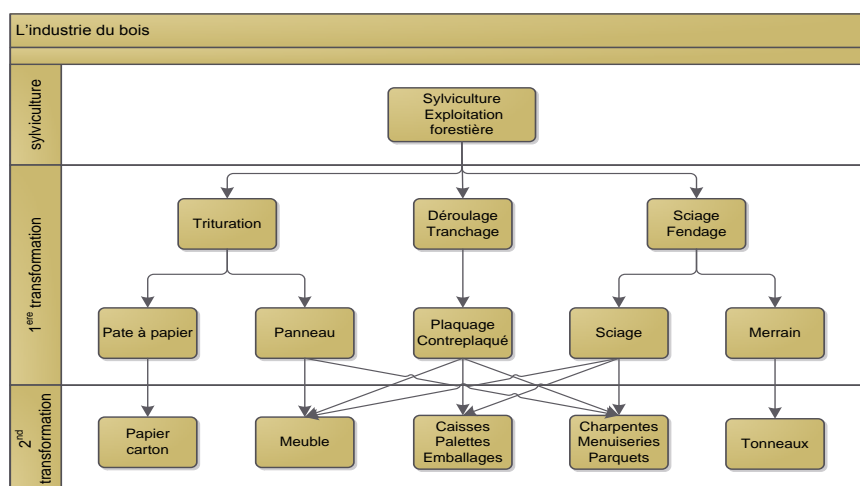 L'industrie du bois
sylviculture
Sylviculture
Exploitation
forestière
1ere transformation
Trituration
Déroulage
Tranchage
Sciage
Fendage
Pate à papier
Panneau
Plaquage
Contreplaqué
Sciage
Merrain
2nd
transformation
Papier
carton
Meuble
Caisses
Palettes
Emballages
Charpentes
Menuiseries
Parquets
Tonneaux